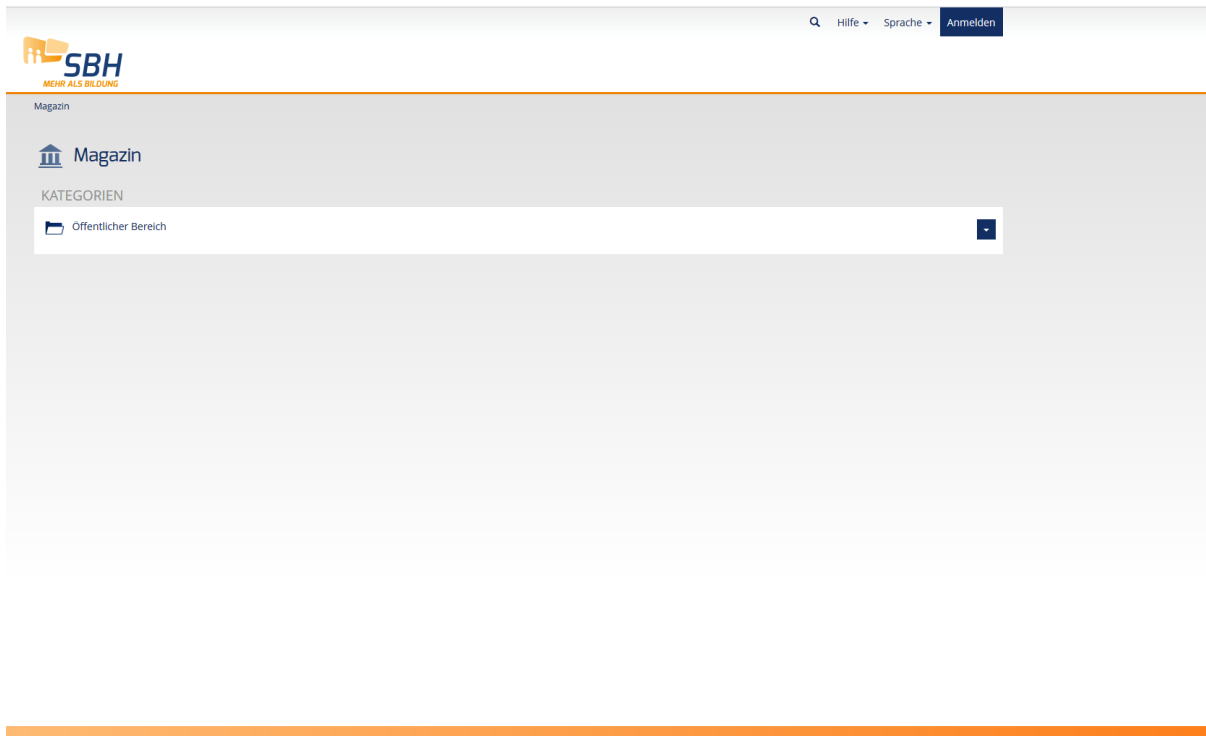 Hilfe Sprache Anmelden
SBH
MEHR ALS BILDUNG
Magazin
Magazin
KATEGORIEN
Öffentlicher Bereich